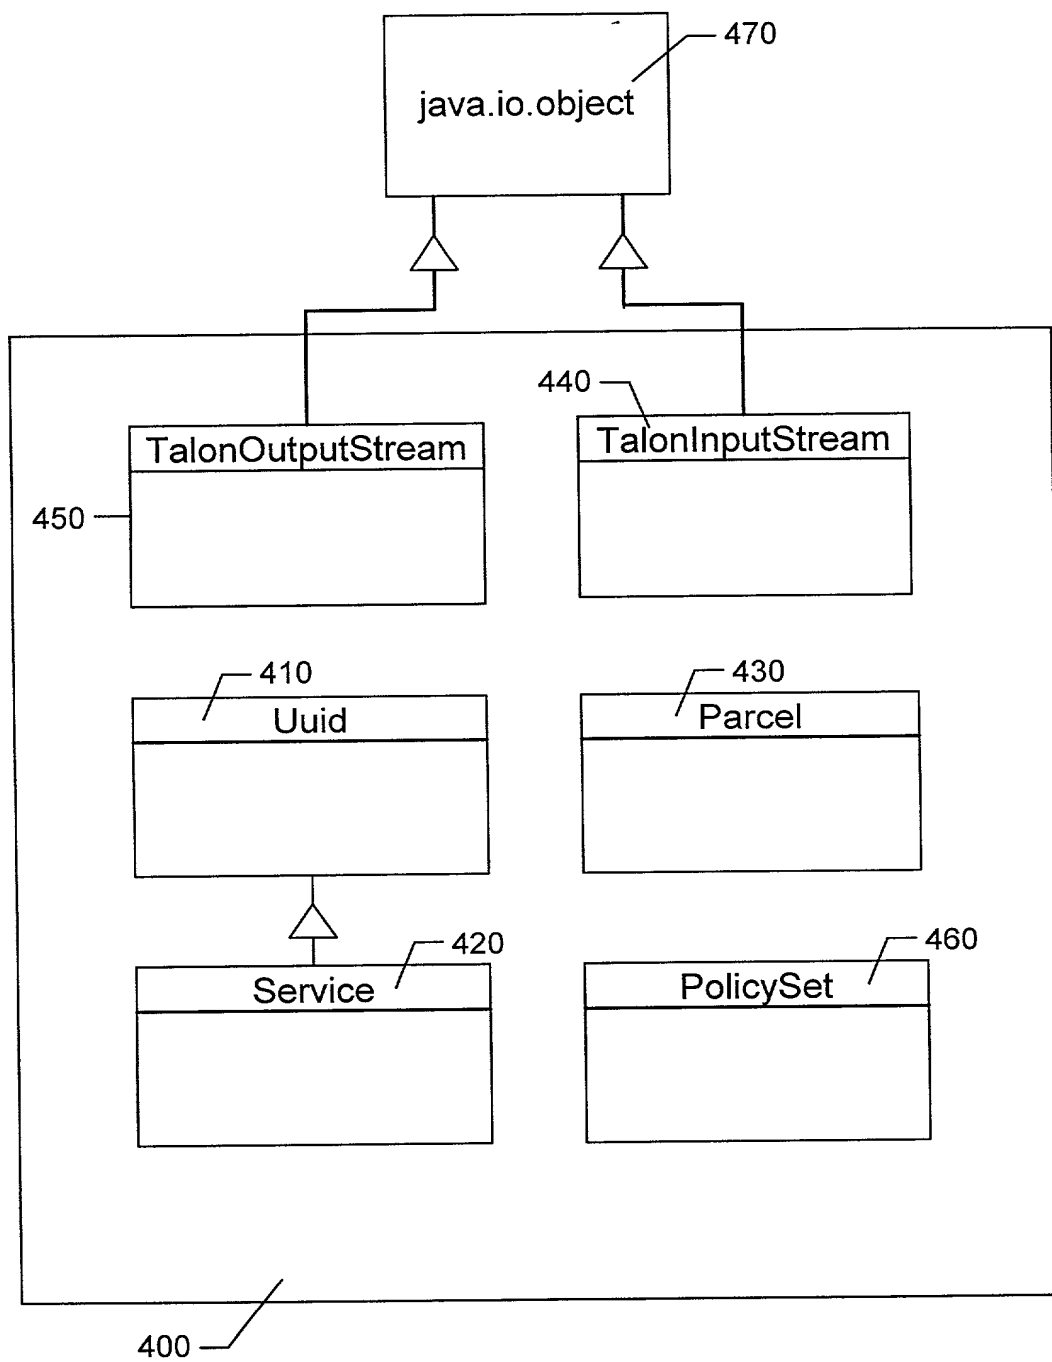 470
java.io.object
440
TalonOutputStream
TalonInputStream
450
410
430
Uuid
Parcel
420
460
Service
PolicySet
400